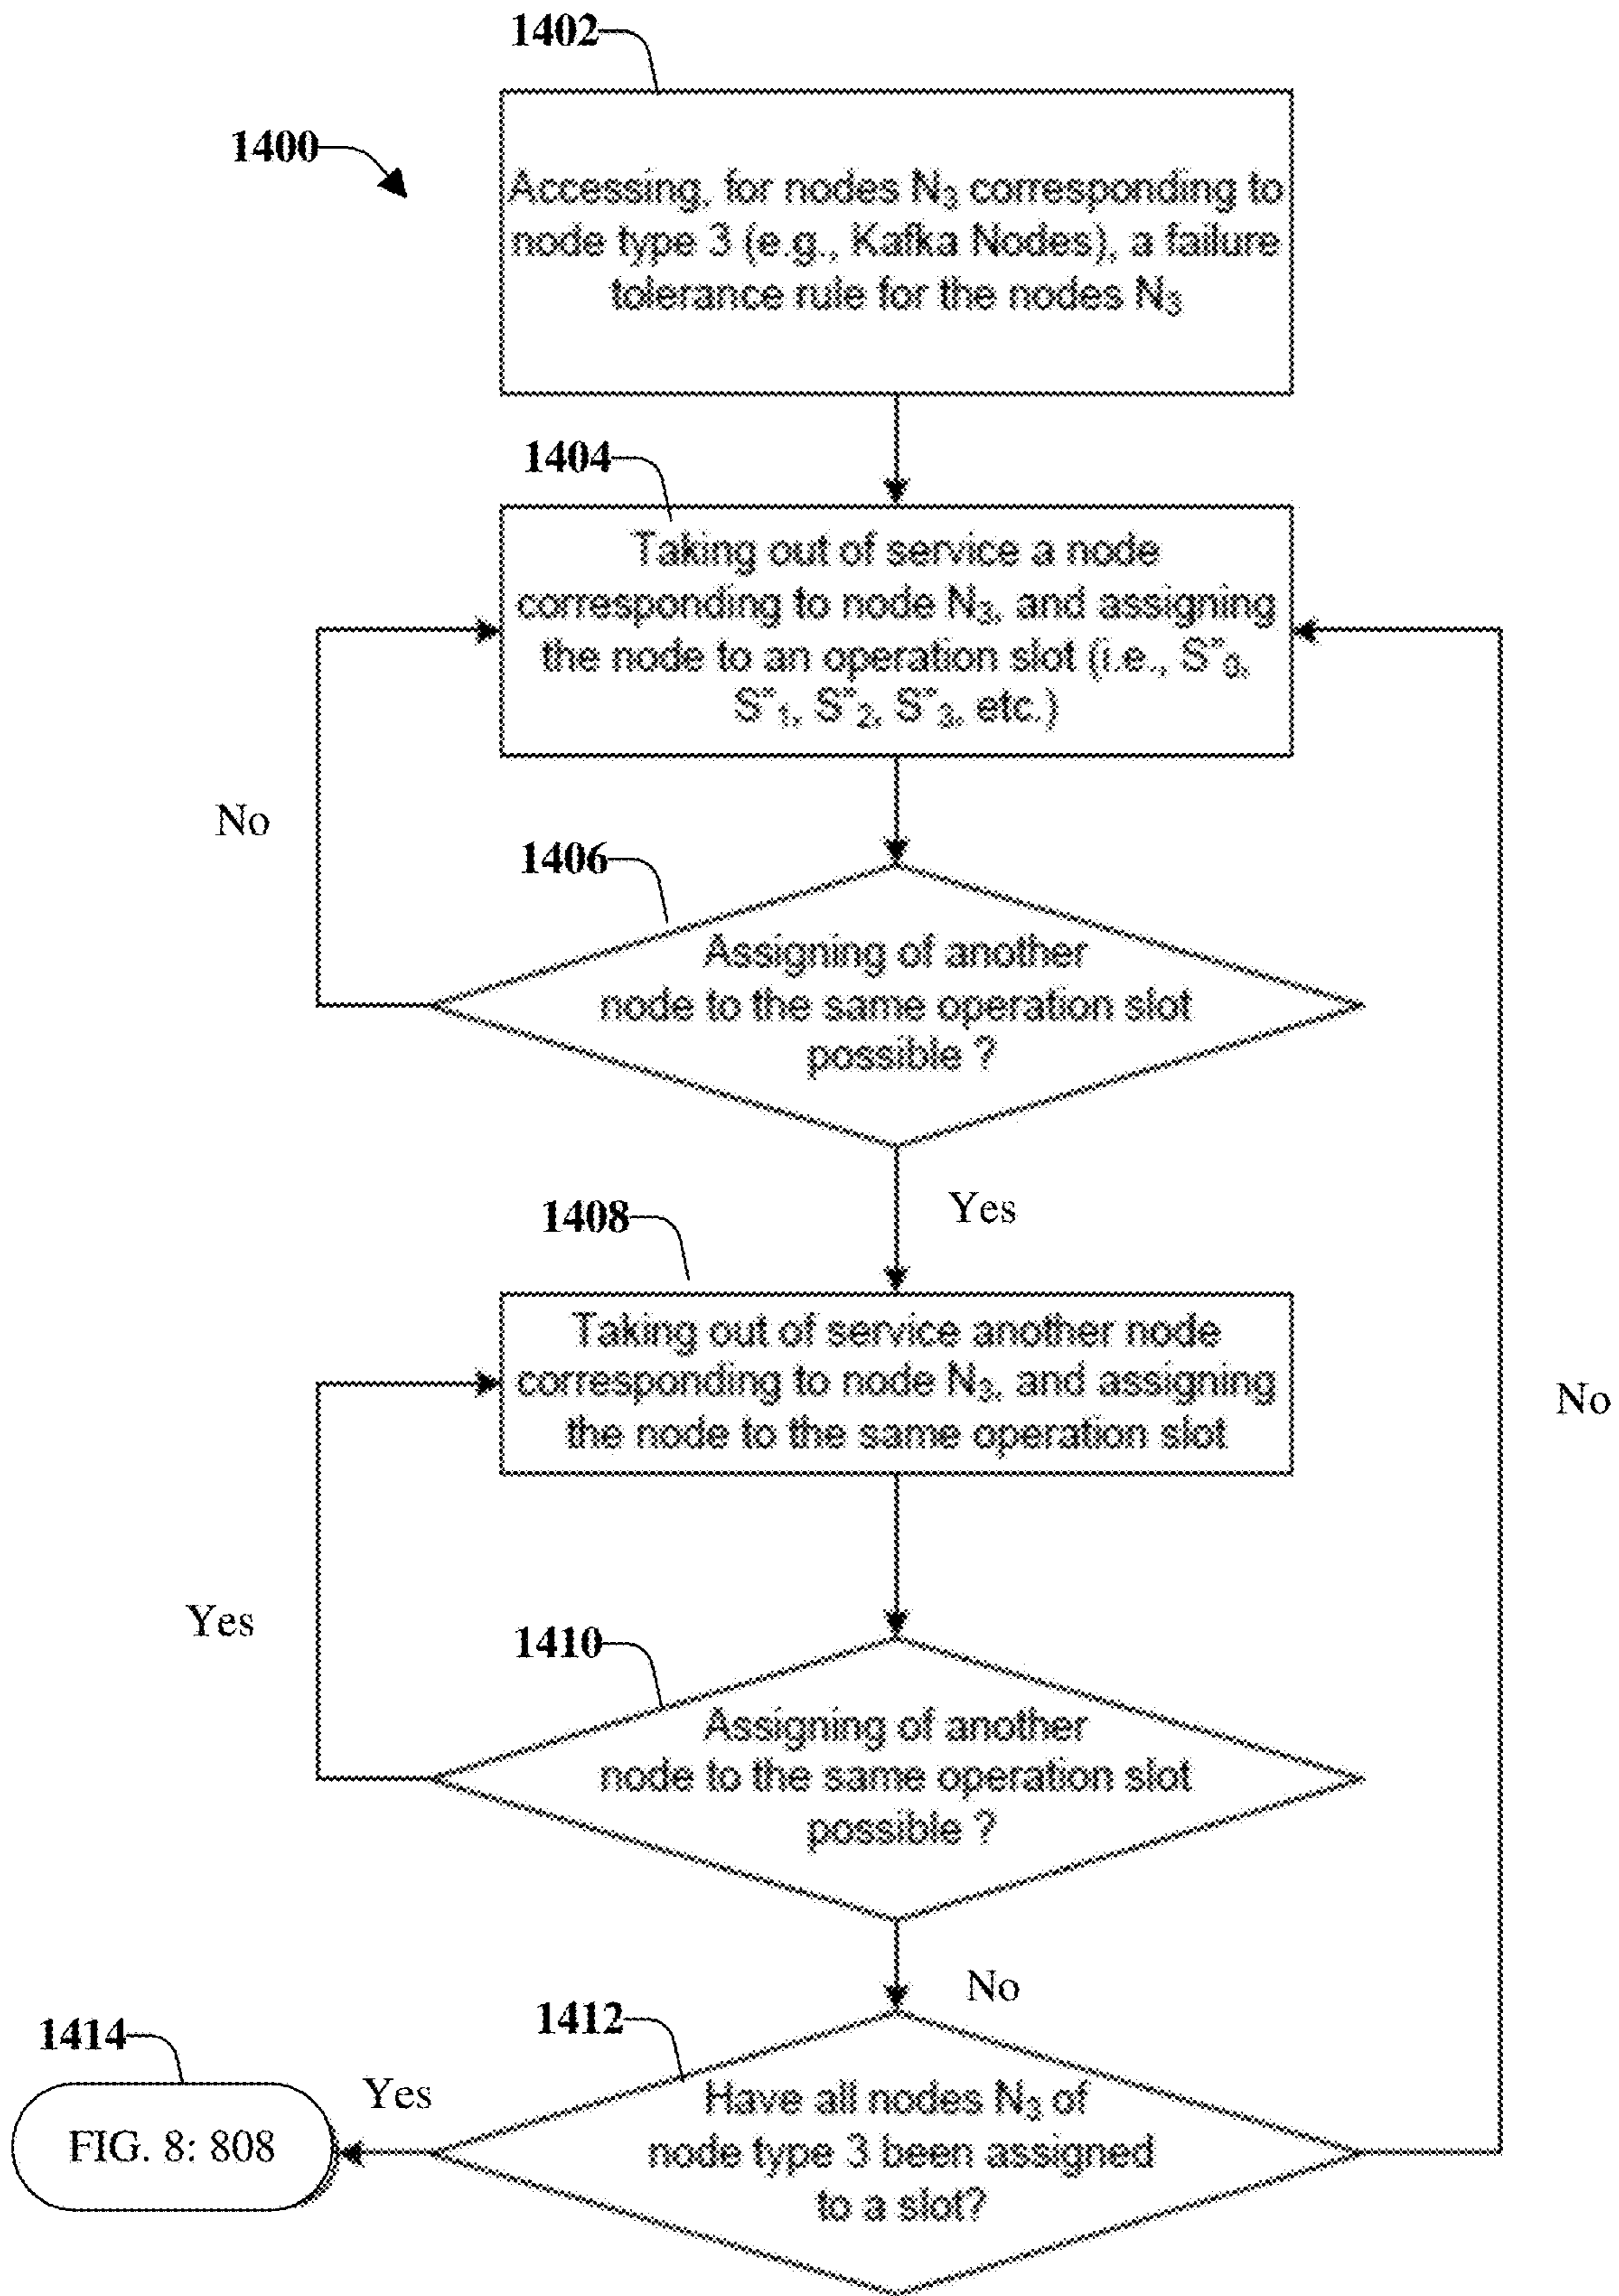 1402
1400
Accessing, for nodes N₃ corresponding to
node type 3 (e.g., Kafka Nodes), a failure
tolerance rule for the nodes N₃
1404
Taking out of service a node
corresponding to node N₃, and assigning
the node to an operation slot (i.e., S"₀,
S"₁, S"₂, S"₃, etc.)
No
1406
Assigning of another
node to the same operation slot
possible ?
Yes
1408
Taking out of service another node
corresponding to node N₃, and assigning
the node to the same operation slot
No
Yes
1410
Assigning of another
node to the same operation slot
possible ?
No
1412
1414
Yes
Have all nodes N₃ of
node type 3 been assigned
to a slot?
FIG. 8: 808